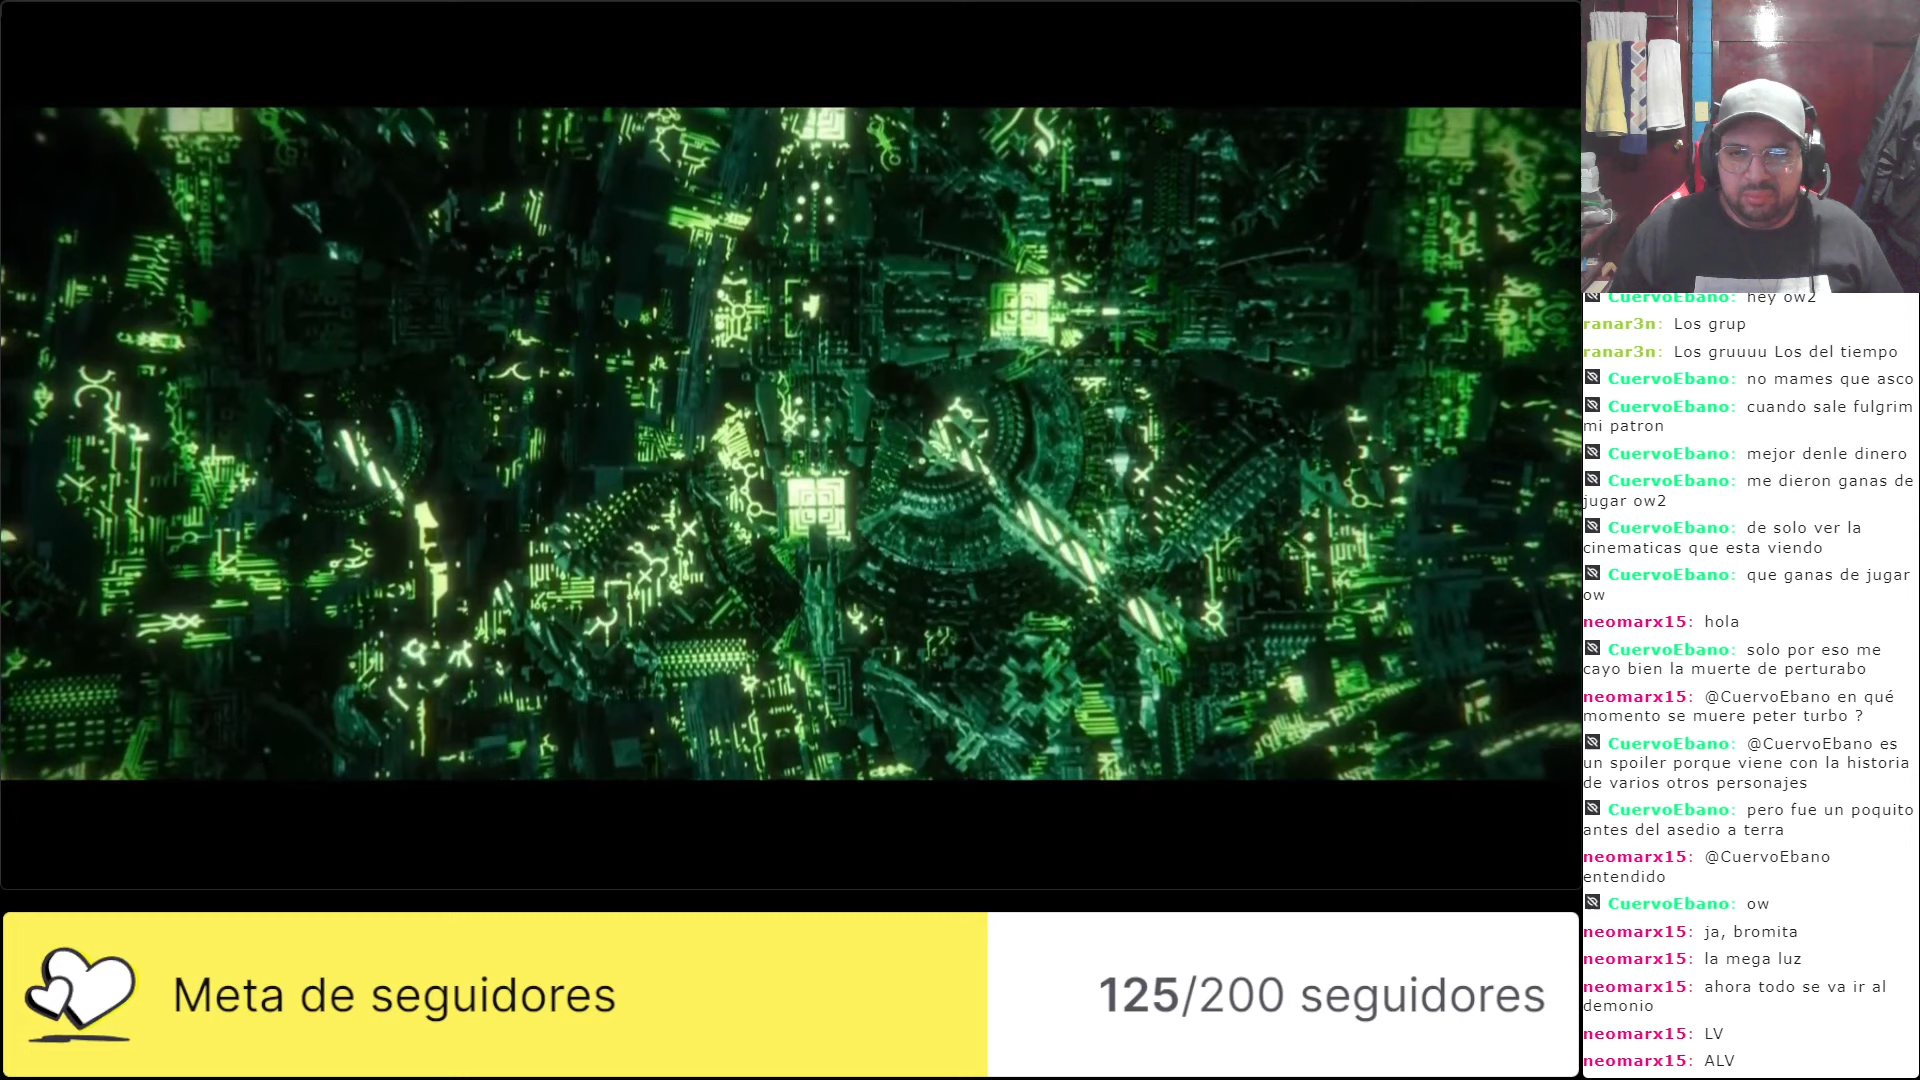 CuervoEbano: hey ow2
ranar3n: Los grup
ranar3n: Los gruuuu Los del tiempo
CuervoEbano: no mames que asco
CuervoEbano: cuando sale fulgrim
mi patron
CuervoEbano: mejor denle dinero
CuervoEbano: me dieron ganas de
jugar ow2
CuervoEbano: de solo ver la
cinematicas que esta viendo
CuervoEbano: que ganas de jugar
ow
neomarx15: hola
CuervoEbano: solo por eso me
cayo bien la muerte de perturabo
neomarx15: @CuervoEbano en qué
momento se muere peter turbo ?
CuervoEbano: @CuervoEbano es
un spoiler porque viene con la historia
de varios otros personajes
CuervoEbano: pero fue un poquito
antes del asedio a terra
neomarx15: @CuervoEbano
entendido
CuervoEbano: ow
neomarx15: ja, bromita
neomarx15: la mega luz
neomarx15: ahora todo se va ir al
demonio
neomarx15: LV
neomarx15: ALV
Meta de seguidores
125/200 seguidores